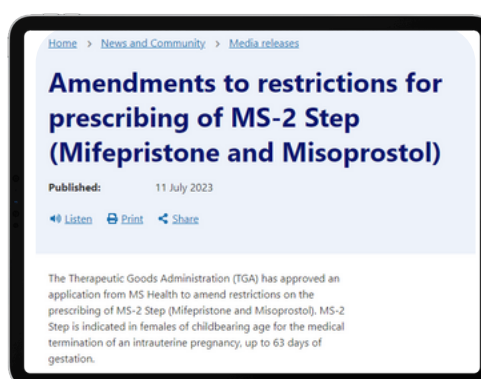 Home > News and Community > Media releases
Amendments to restrictions for
prescribing of MS-2 Step
(Mifepristone and Misoprostol)
Published: 11 July 2023
Listen Print Share
The Therapeutic Goods Administration (TGA) has approved an
application from MS Health to amend restrictions on the
prescribing of MS-2 Step (Mifepristone and Misoprostol). MS-2
Step is indicated in females of childbearing age for the medical
termination of an intrauterine pregnancy, up to 63 days of
gestation.